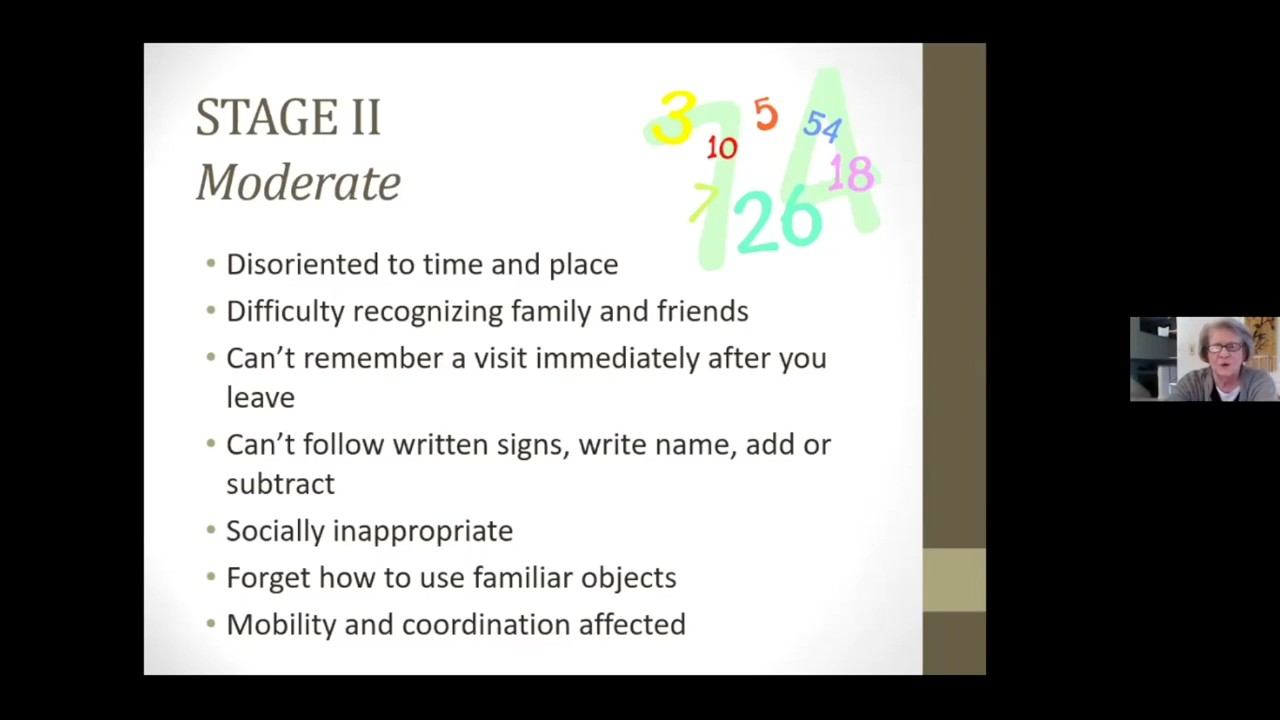 STAGE II
Moderate
3
5
54
10
18
7
26
7
A
• Disoriented to time and place
• Difficulty recognizing family and friends
• Can’t remember a visit immediately after you
leave
• Can’t follow written signs, write name, add or
subtract
• Socially inappropriate
• Forget how to use familiar objects
• Mobility and coordination affected